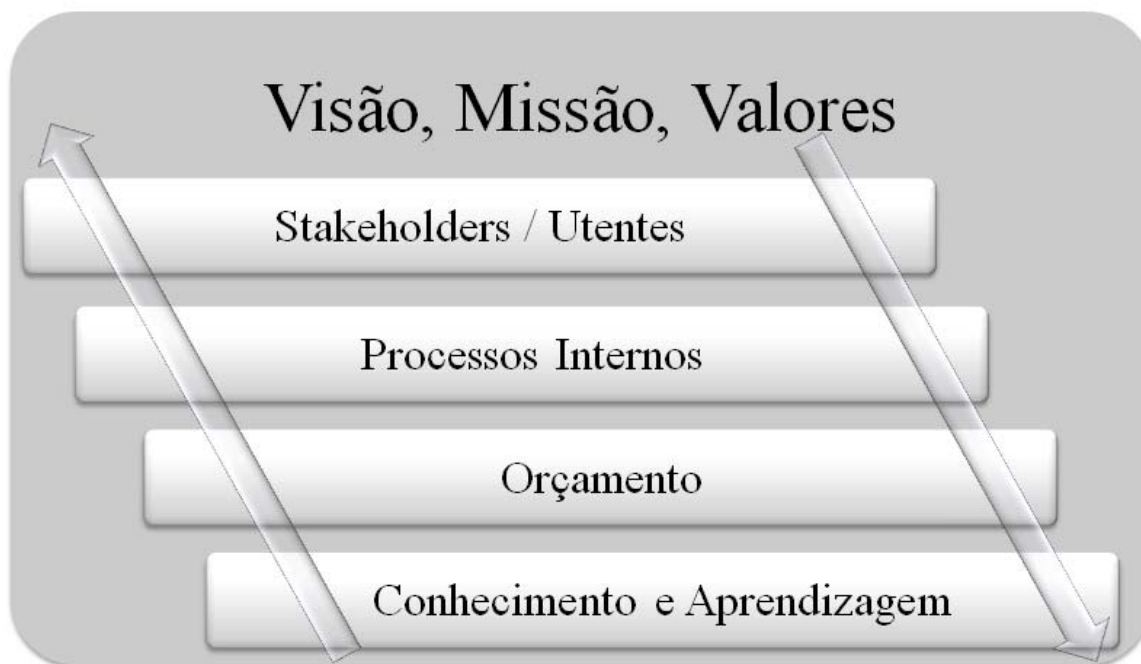 Visão, Missão, Valores
Stakeholders / Utentes
Processos Internos
Orçamento
Conhecimento e Aprendizagem